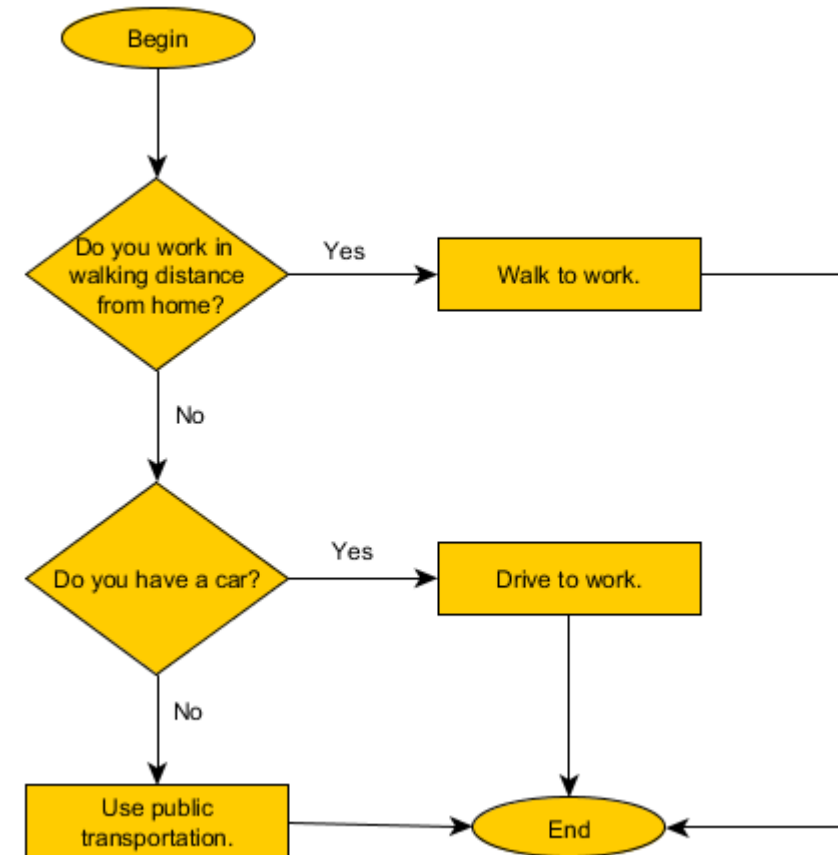 Begin
Do you work in
walking distance
from home?
Yes
Walk to work.
No
Do you have a car?
Yes
Drive to work.
No
Use public
transportation.
End